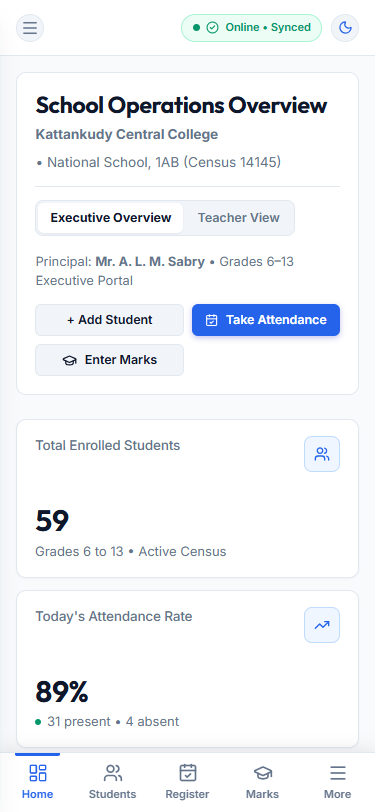 Online • Synced
School Operations Overview
Kattankudy Central College
• National School, 1AB (Census 14145)
Executive Overview
Teacher View
Principal: Mr. A. L. M. Sabry • Grades 6–13
Executive Portal
+ Add Student
Take Attendance
Enter Marks
Total Enrolled Students
59
Grades 6 to 13 • Active Census
Today's Attendance Rate
89%
31 present • 4 absent
Home
Students
Register
Marks
More